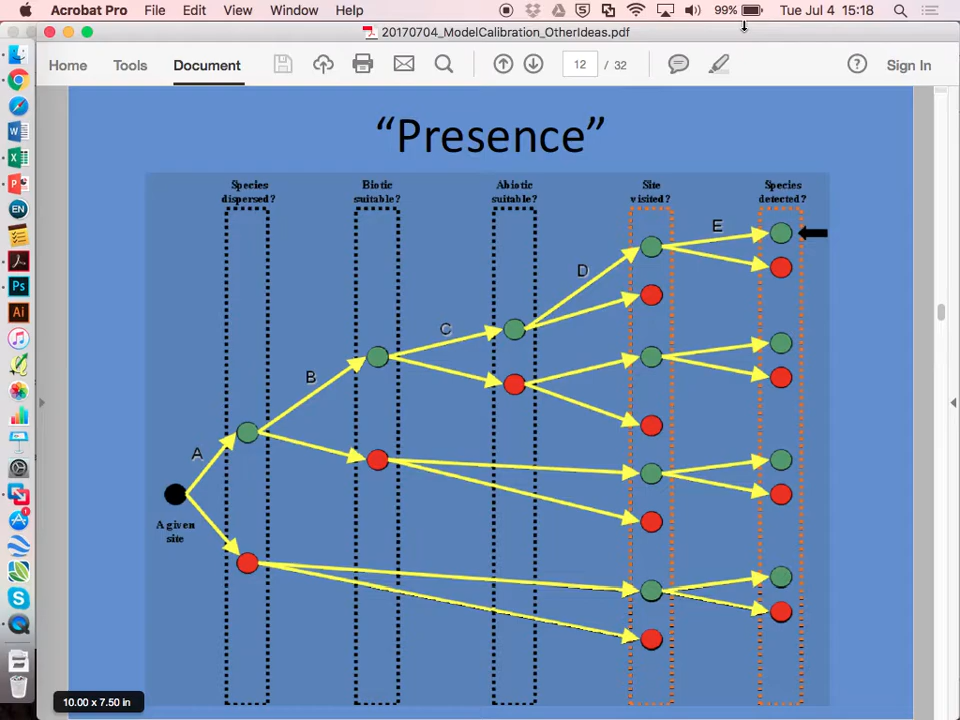 Acrobat Pro File Edit View Window Help 99% Tue Jul 4 15:18
20170704_ModelCalibration_OtherIdeas.pdf
Home Tools Document 12 / 32 Sign In
“Presence”
Species dispersed?
Biotic suitable?
Abiotic suitable?
Site visited?
Species detected?
E
D
C
B
A
A given
site
10.00 x 7.50 in